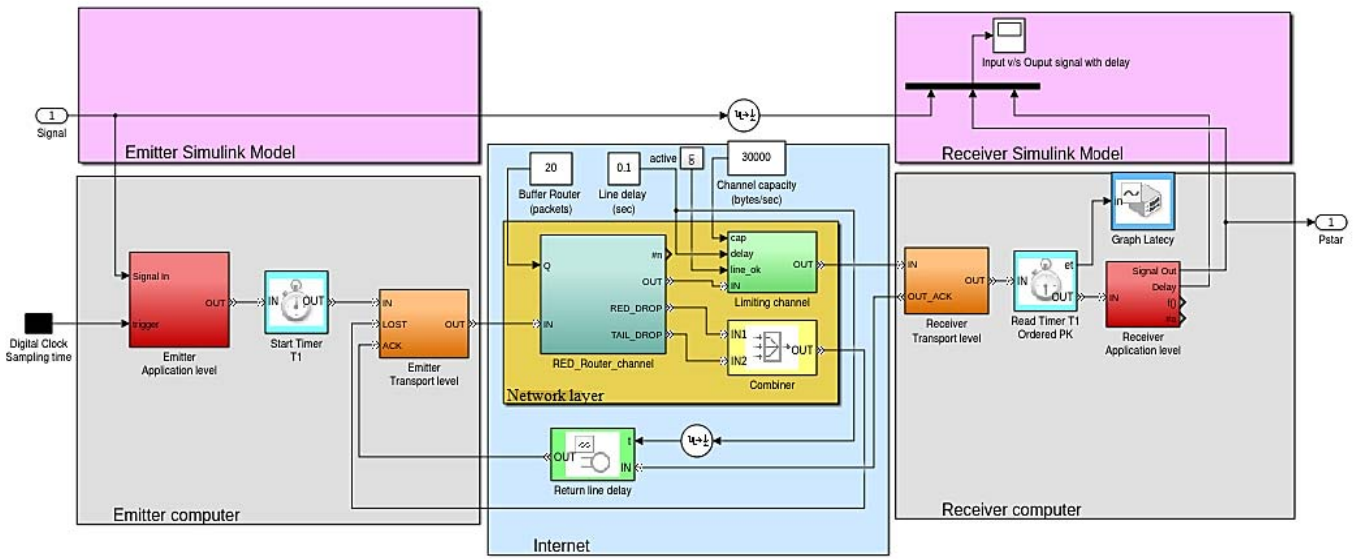 1
Signal
Emitter Simulink Model
Input v/s Ouput signal with delay
Receiver Simulink Model
20
Buffer Router
(packets)
0.1
Line delay
(sec)
active
30000
Channel capacity
(bytes/sec)
Signal In
trigger
OUT
Emitter
Application level
Digital Clock
Sampling time
IN
OUT
Start Timer
T1
IN
LOST
ACK
OUT
Emitter
Transport level
Emitter computer
Q
IN
#n
OUT
RED_DROP
TAIL_DROP
RED_Router_channel
cap
delay
line_ok
IN
OUT
Limiting channel
IN1
IN2
OUT
Combiner
Network layer
OUT
t
IN
Return line delay
Internet
IN
OUT
OUT_ACK
Receiver
Transport level
IN
et
OUT
Read Timer T1
Ordered PK
in
Graph Latecy
IN
Signal Out
Delay
f()
Receiver
Application level
1
Pstar
Receiver computer